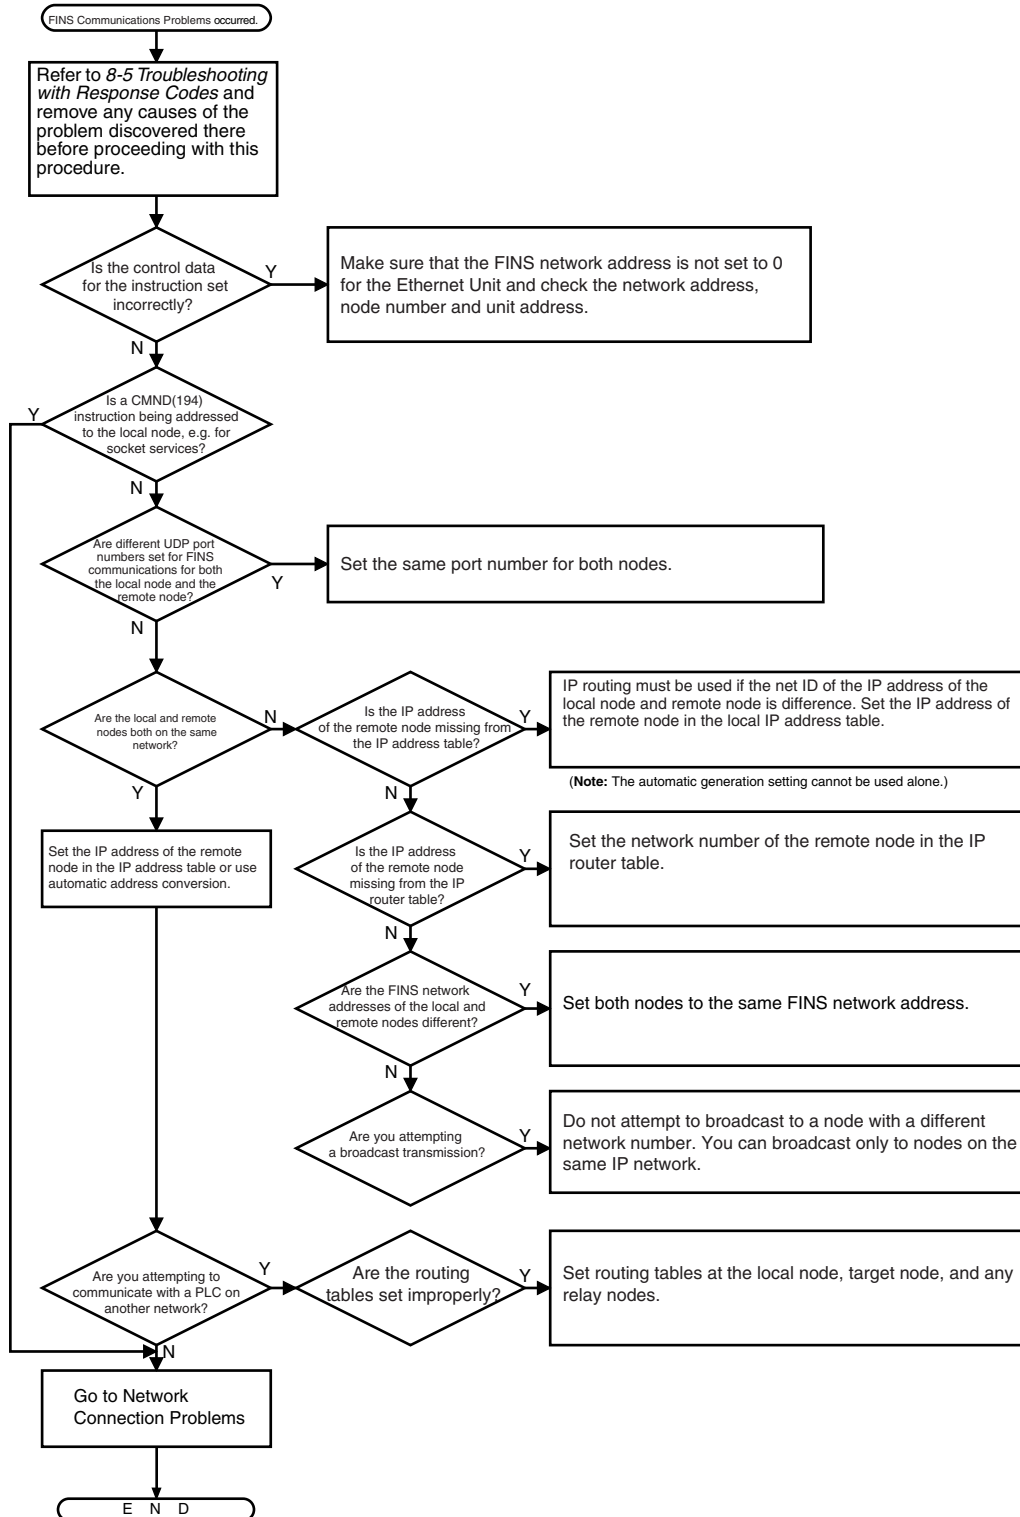 FINS Communications Problems occurred.
Refer to 8-5 Troubleshooting
with Response Codes and
remove any causes of the
problem discovered there
before proceeding with this
procedure.
Is the control data
for the instruction set
incorrectly?
Y
Make sure that the FINS network address is not set to 0
for the Ethernet Unit and check the network address,
node number and unit address.
N
Is a CMND(194)
instruction being addressed
to the local node, e.g. for
socket services?
Y
N
Are different UDP port
numbers set for FINS
communications for both
the local node and the
remote node?
Y
Set the same port number for both nodes.
N
Are the local and remote
nodes both on the same
network?
N
Is the IP address
of the remote node missing from
the IP address table?
Y
IP routing must be used if the net ID of the IP address of the
local node and remote node is difference. Set the IP address of
the remote node in the local IP address table.
(Note: The automatic generation setting cannot be used alone.)
Y
N
Set the IP address of the remote
node in the IP address table or use
automatic address conversion.
Is the IP address
of the remote node
missing from the IP
router table?
Y
Set the network number of the remote node in the IP
router table.
N
Are the FINS network
addresses of the local and
remote nodes different?
Y
Set both nodes to the same FINS network address.
N
Are you attempting
a broadcast transmission?
Y
Do not attempt to broadcast to a node with a different
network number. You can broadcast only to nodes on the
same IP network.
Are you attempting to
communicate with a PLC on
another network?
Y
Are the routing
tables set improperly?
Y
Set routing tables at the local node, target node, and any
relay nodes.
N
Go to Network
Connection Problems
E N D